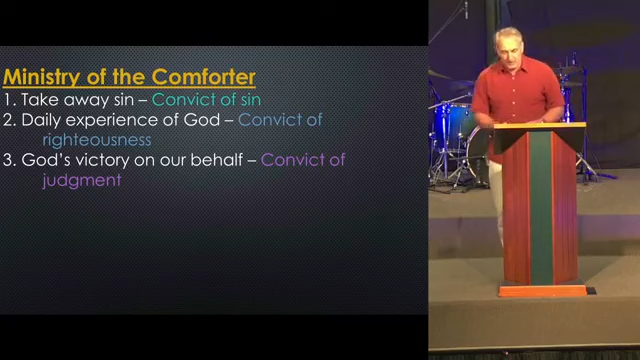 Ministry of the Comforter
1. Take away sin – Convict of sin
2. Daily experience of God – Convict of
righteousness
3. God's victory on our behalf – Convict of
judgment